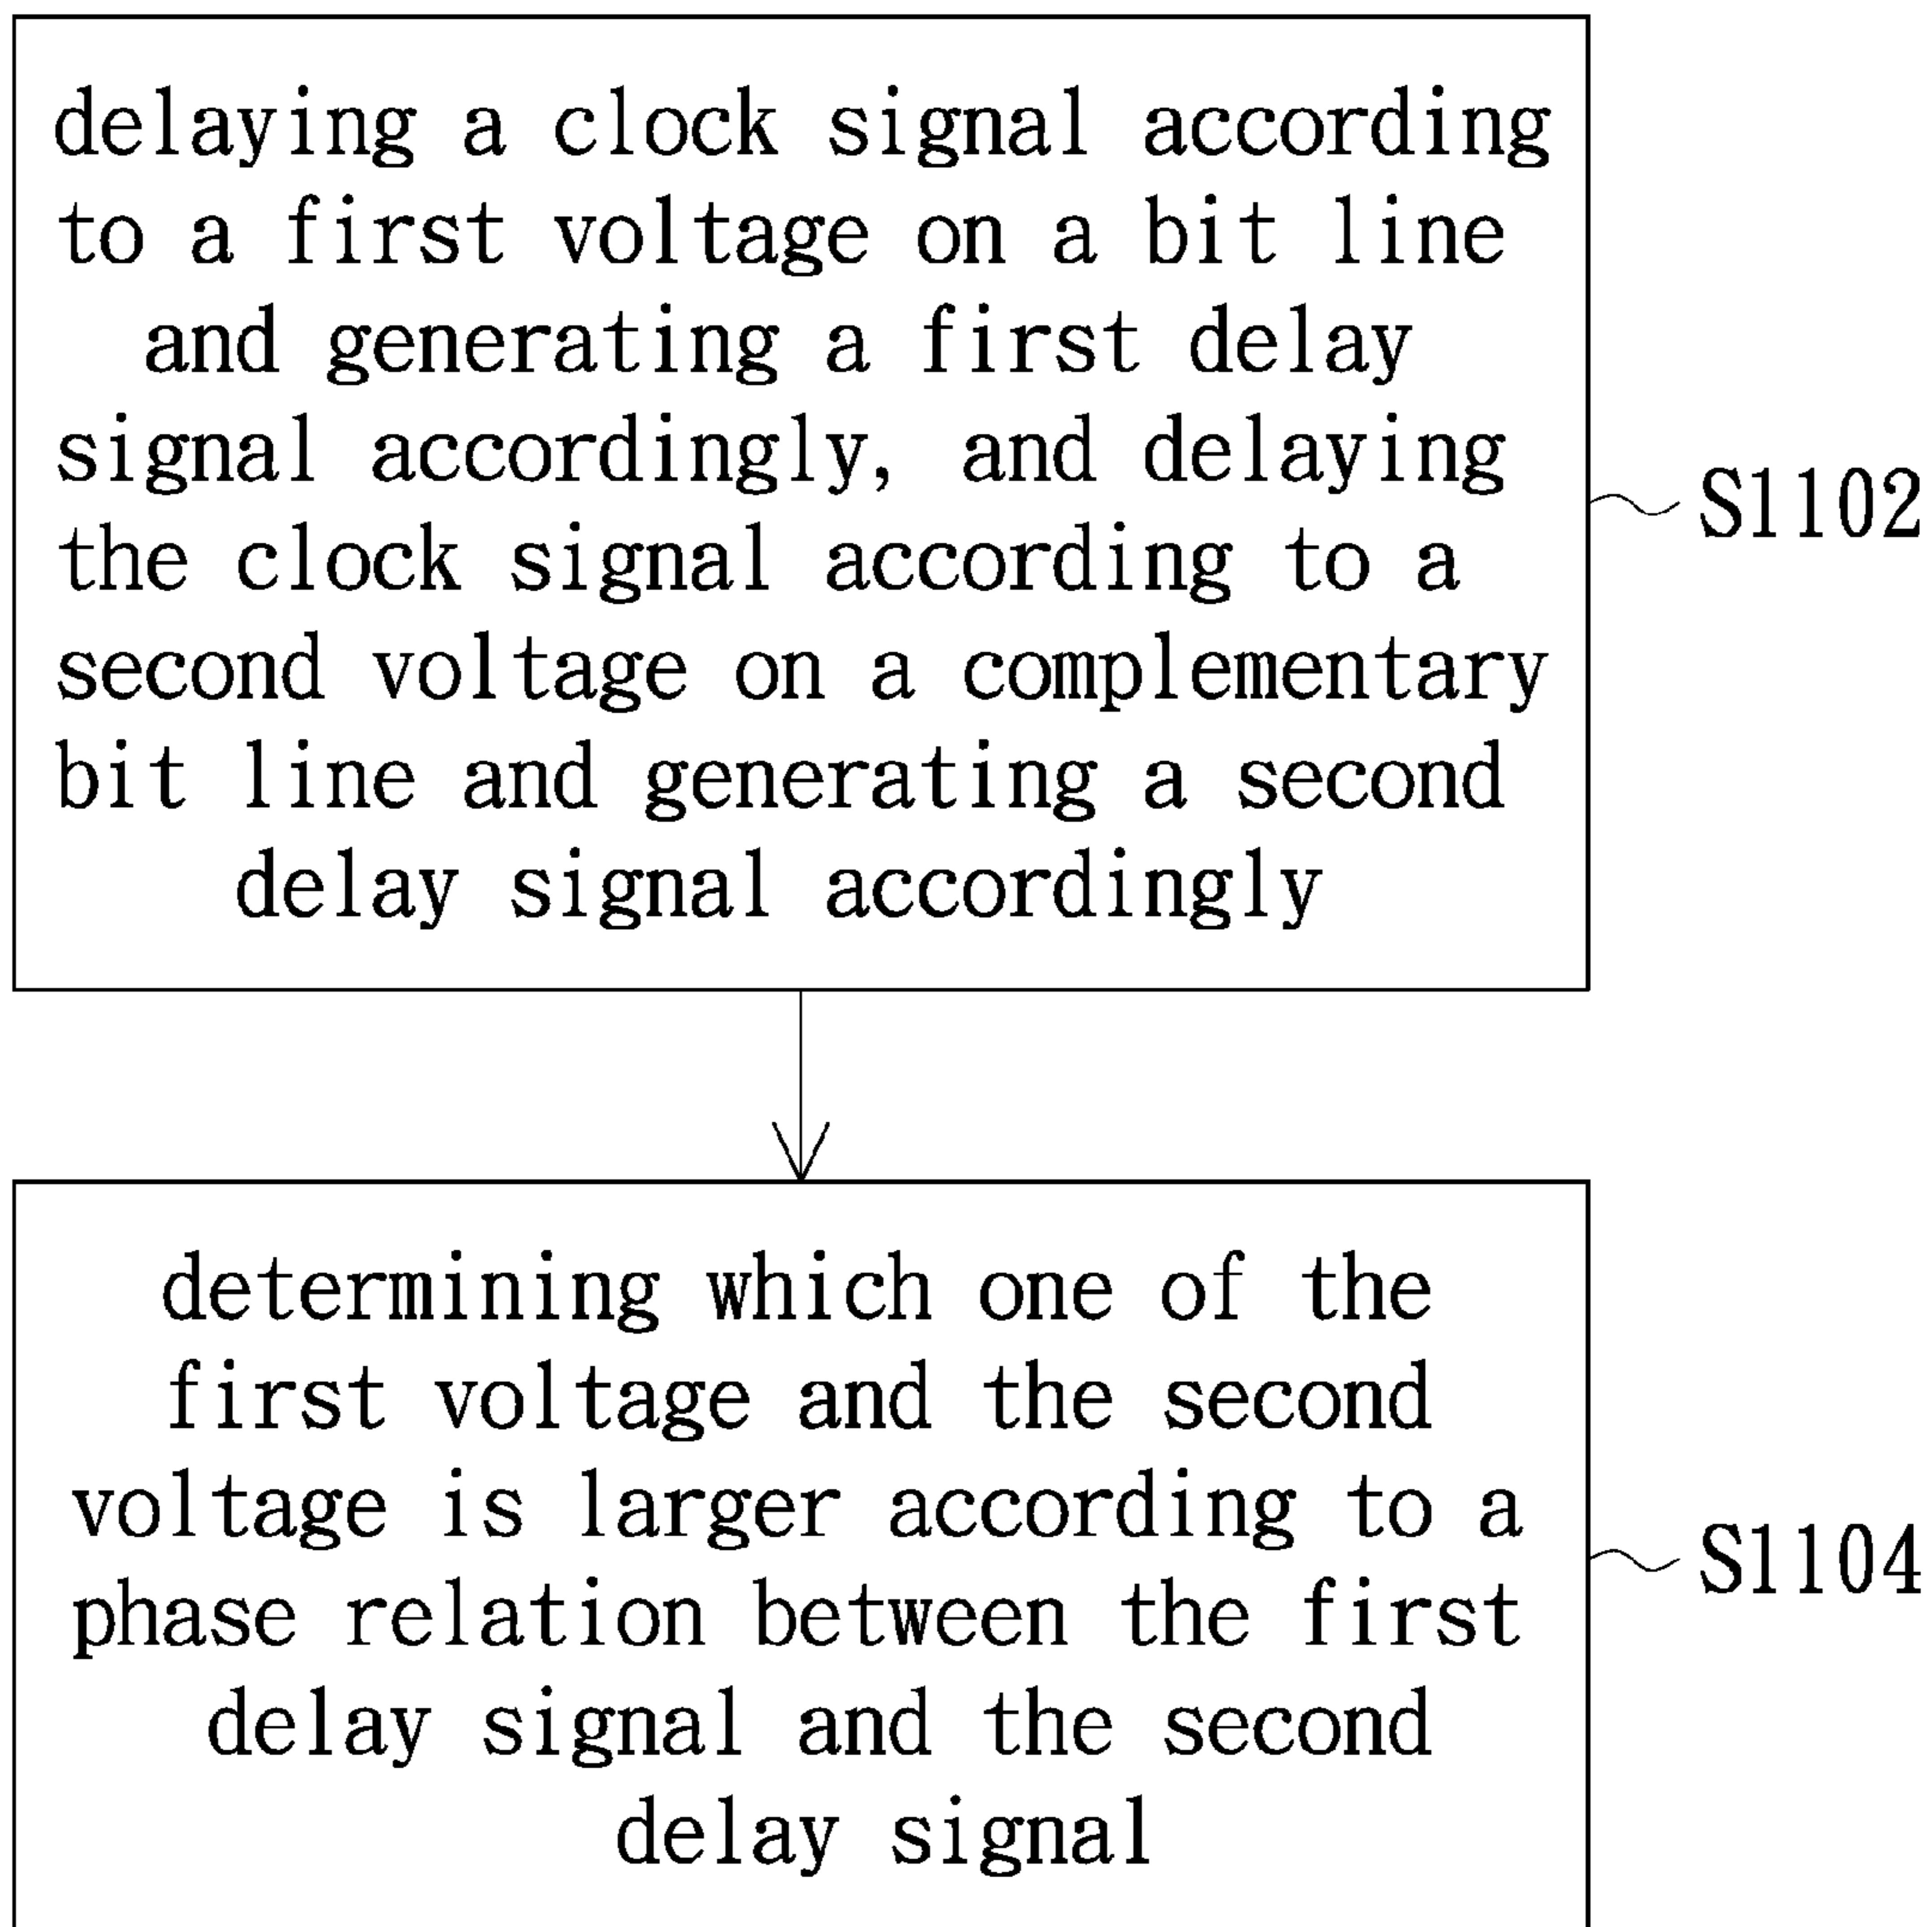 delaying a clock signal according
to a first voltage on a bit line
and generating a first delay
signal accordingly, and delaying
the clock signal according to a
second voltage on a complementary
bit line and generating a second
delay signal accordingly
S1102
determining which one of the
first voltage and the second
voltage is larger according to a
phase relation between the first
delay signal and the second
delay signal
S1104